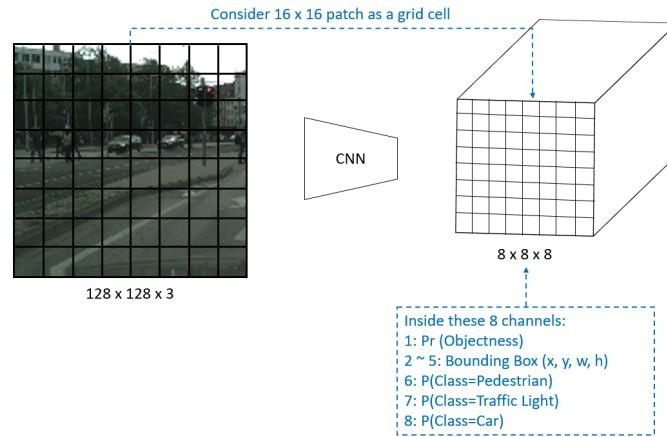 Consider 16 x 16 patch as a grid cell
CNN
128 x 128 x 3
8 x 8 x 8
Inside these 8 channels:
1: Pr (Objectness)
2 ~ 5: Bounding Box (x, y, w, h)
6: P(Class=Pedestrian)
7: P(Class=Traffic Light)
8: P(Class=Car)